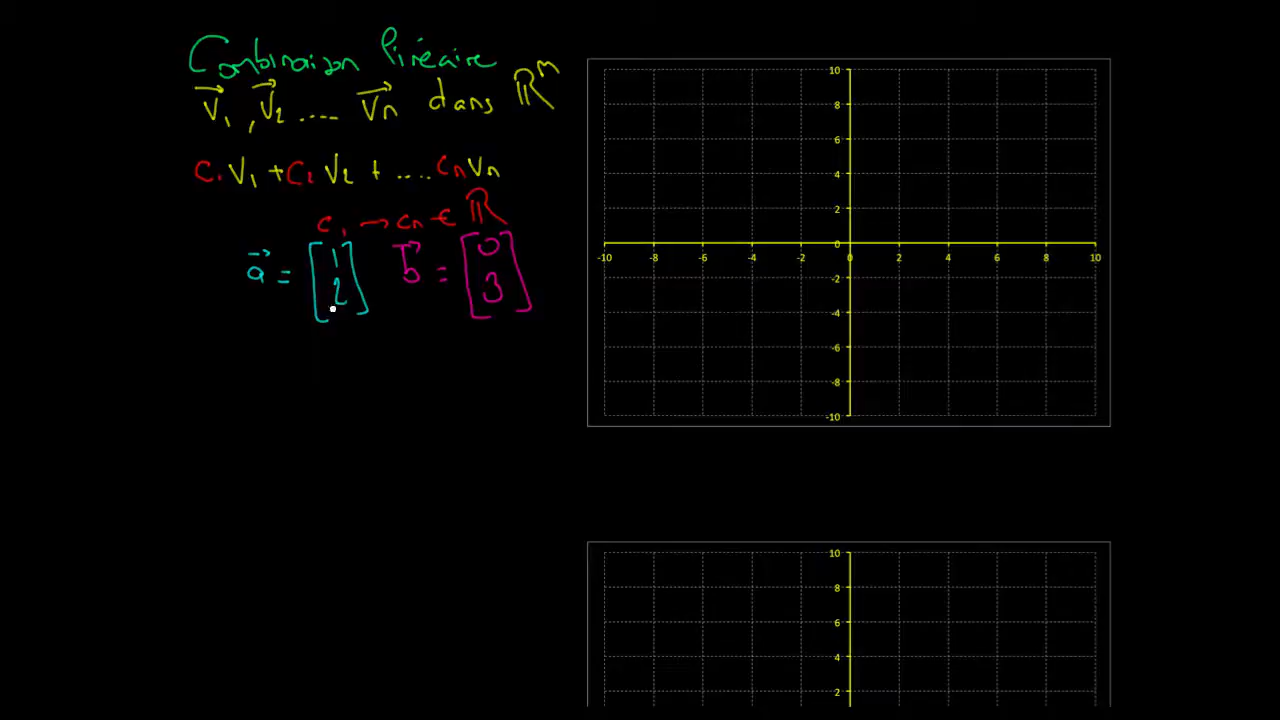 Combinaison linéaire
v₁, v₂ .... vₙ dans ℝᵐ
c₁v₁ + c₂v₂ + .... cₙvₙ
c₁ → cₙ ∈ ℝ
a = [1 2] b = [0 3]
10
8
6
4
2
0
-10 -8 -6 -4 -2 0 2 4 6 8 10
-2
-4
-6
-8
-10
10
8
6
4
2